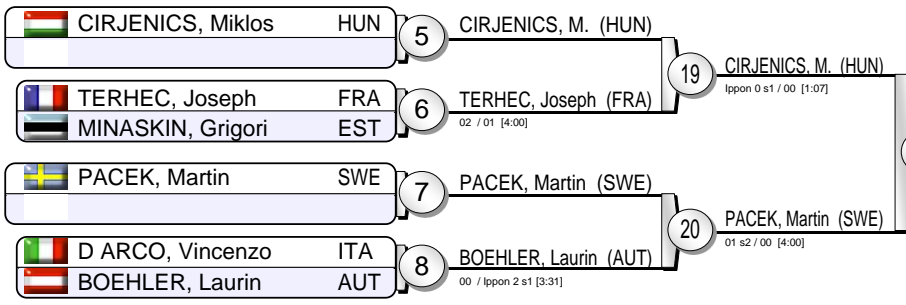 CIRJENICS, Miklos HUN
5
CIRJENICS, M. (HUN)
19
CIRJENICS, M. (HUN)
Ippon 0 s1 / 00 [1:07]
TERHEC, Joseph FRA
MINASKIN, Grigori EST
6
TERHEC, Joseph (FRA)
02 / 01 [4:00]
PACEK, Martin SWE
7
PACEK, Martin (SWE)
20
PACEK, Martin (SWE)
01 s2 / 00 [4:00]
D ARCO, Vincenzo ITA
BOEHLER, Laurin AUT
8
BOEHLER, Laurin (AUT)
00 / Ippon 2 s1 [3:31]